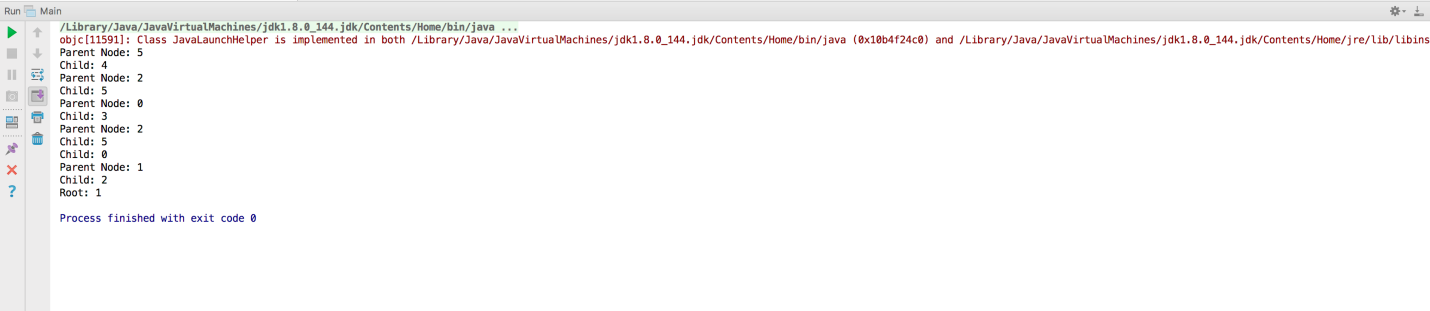 Run Main
/Library/Java/JavaVirtualMachines/jdk1.8.0_144.jdk/Contents/Home/bin/java ...
objc[11591]: Class JavaLaunchHelper is implemented in both /Library/Java/JavaVirtualMachines/jdk1.8.0_144.jdk/Contents/Home/bin/java (0x10b4f24c0) and /Library/Java/JavaVirtualMachines/jdk1.8.0_144.jdk/Contents/Home/jre/lib/libins
Parent Node: 5
Child: 4
Parent Node: 2
Child: 5
Parent Node: 0
Child: 3
Parent Node: 2
Child: 5
Child: 0
Parent Node: 1
Child: 2
Root: 1
Process finished with exit code 0